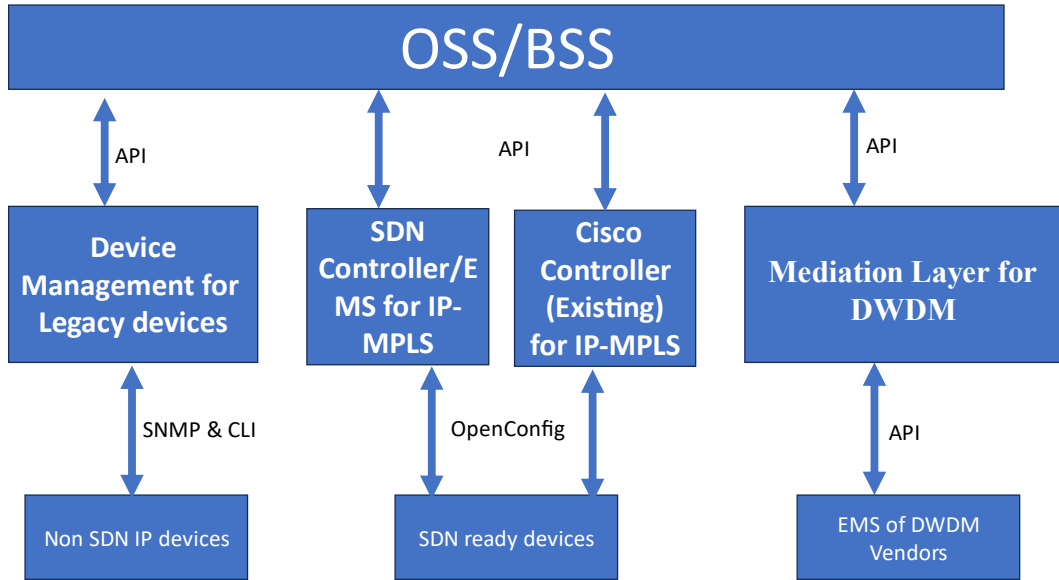 OSS/BSS
API
API
API
Device
Management for
Legacy devices
SDN
Controller/E
MS for IP-
MPLS
Cisco
Controller
(Existing)
for IP-MPLS
Mediation Layer for
DWDM
SNMP & CLI
OpenConfig
API
Non SDN IP devices
SDN ready devices
EMS of DWDM
Vendors